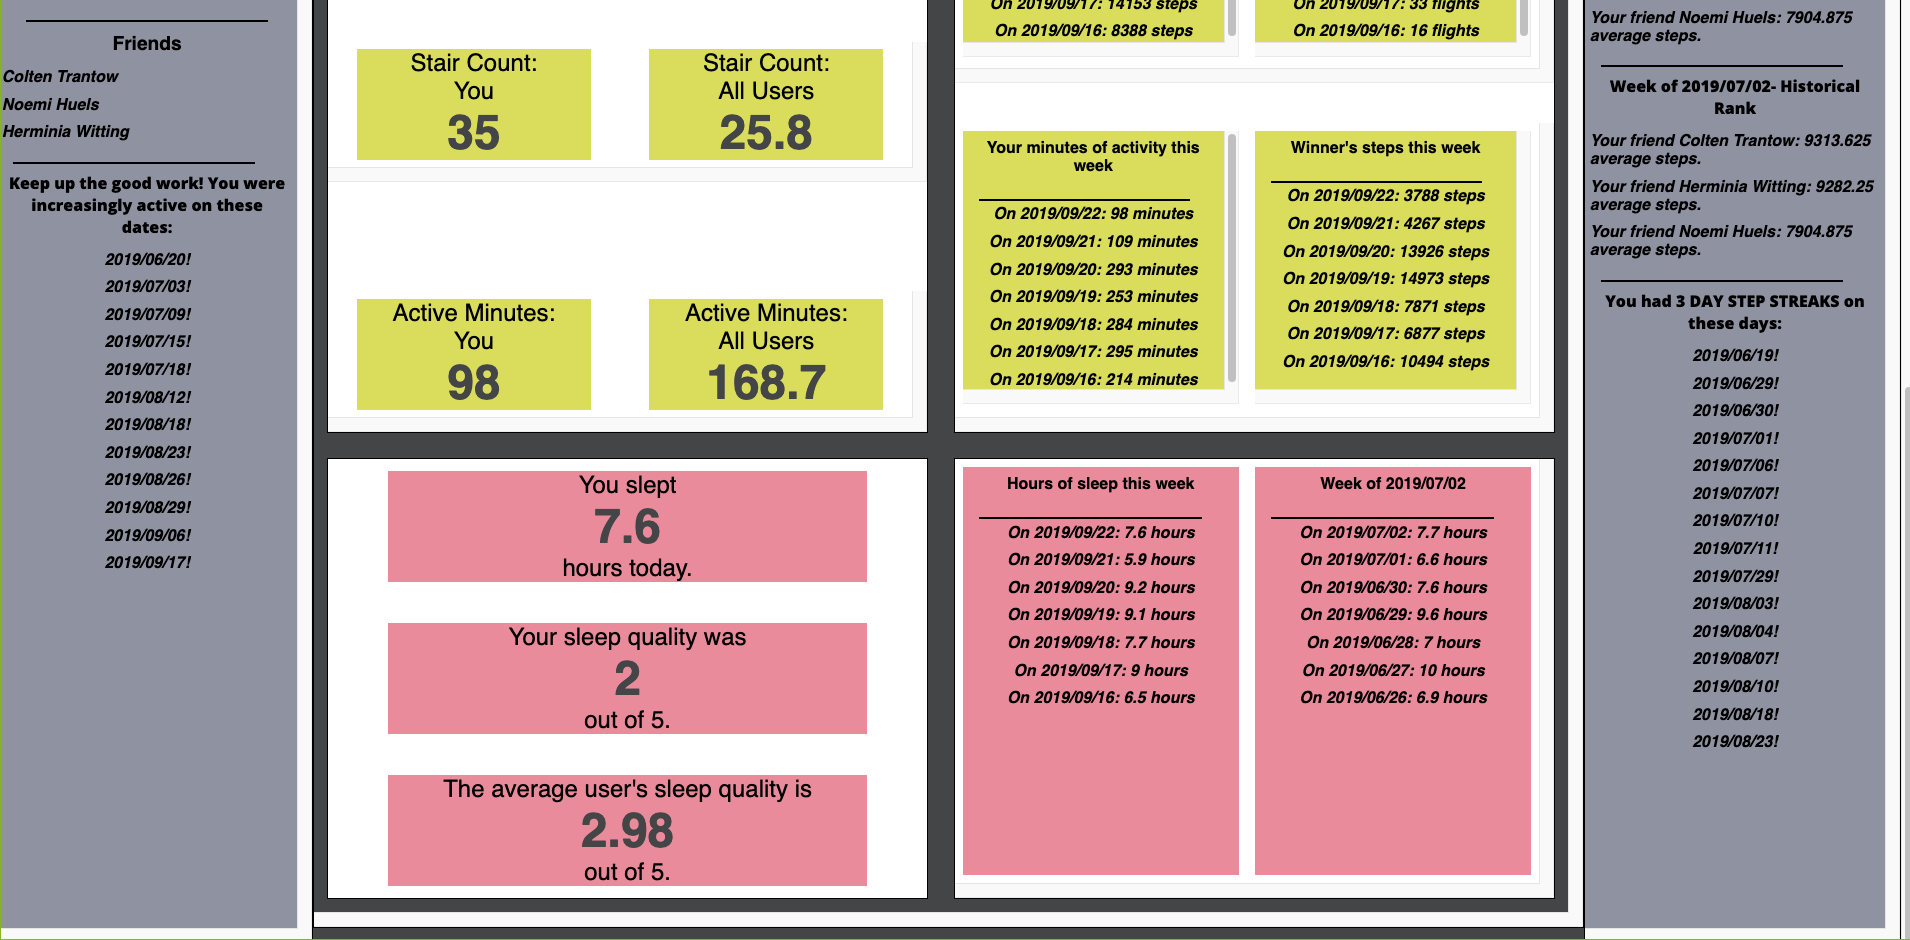 Friends
Colten Trantow
Noemi Huels
Herminia Witting
Keep up the good work! You were
increasingly active on these
dates:
2019/06/20!
2019/07/03!
2019/07/09!
2019/07/15!
2019/07/18!
2019/08/12!
2019/08/18!
2019/08/23!
2019/08/26!
2019/08/29!
2019/09/06!
2019/09/17!
Stair Count:
You
35
Stair Count:
All Users
25.8
Active Minutes:
You
98
Active Minutes:
All Users
168.7
On 2019/09/17: 14153 steps
On 2019/09/16: 8388 steps
On 2019/09/17: 33 flights
On 2019/09/16: 16 flights
Your minutes of activity this
week
On 2019/09/22: 98 minutes
On 2019/09/21: 109 minutes
On 2019/09/20: 293 minutes
On 2019/09/19: 253 minutes
On 2019/09/18: 284 minutes
On 2019/09/17: 295 minutes
On 2019/09/16: 214 minutes
Winner's steps this week
On 2019/09/22: 3788 steps
On 2019/09/21: 4267 steps
On 2019/09/20: 13926 steps
On 2019/09/19: 14973 steps
On 2019/09/18: 7871 steps
On 2019/09/17: 6877 steps
On 2019/09/16: 10494 steps
You slept
7.6
hours today.
Your sleep quality was
2
out of 5.
The average user's sleep quality is
2.98
out of 5.
Hours of sleep this week
On 2019/09/22: 7.6 hours
On 2019/09/21: 5.9 hours
On 2019/09/20: 9.2 hours
On 2019/09/19: 9.1 hours
On 2019/09/18: 7.7 hours
On 2019/09/17: 9 hours
On 2019/09/16: 6.5 hours
Week of 2019/07/02
On 2019/07/02: 7.7 hours
On 2019/07/01: 6.6 hours
On 2019/06/30: 7.6 hours
On 2019/06/29: 9.6 hours
On 2019/06/28: 7 hours
On 2019/06/27: 10 hours
On 2019/06/26: 6.9 hours
Your friend Noemi Huels: 7904.875
average steps.
Week of 2019/07/02- Historical
Rank
Your friend Colten Trantow: 9313.625
average steps.
Your friend Herminia Witting: 9282.25
average steps.
Your friend Noemi Huels: 7904.875
average steps.
You had 3 DAY STEP STREAKS on
these days:
2019/06/19!
2019/06/29!
2019/06/30!
2019/07/01!
2019/07/06!
2019/07/07!
2019/07/10!
2019/07/11!
2019/07/29!
2019/08/03!
2019/08/04!
2019/08/07!
2019/08/10!
2019/08/18!
2019/08/23!